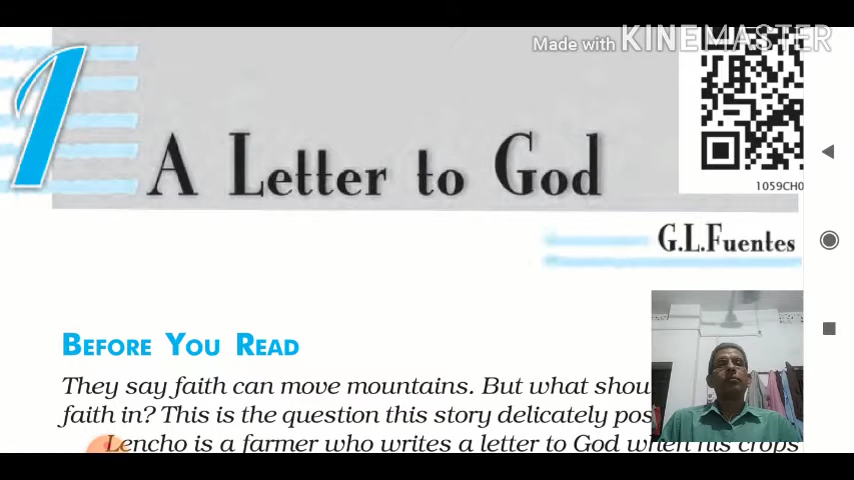 Made with KINEMASTER
1
A Letter to God
1059CH0
G.L.Fuentes
BEFORE YOU READ
They say faith can move mountains. But what shou
faith in? This is the question this story delicately pos
Lencho is a farmer who writes a letter to God when his crops